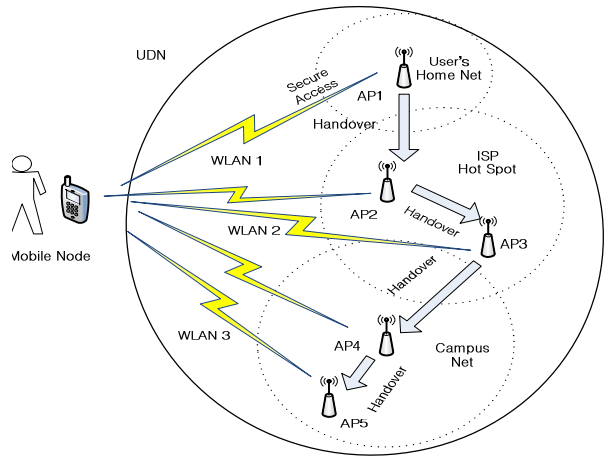 UDN
User's
Home Net
Secure
Access
AP1
Handover
WLAN 1
ISP
Hot Spot
AP2
Handover
WLAN 2
AP3
Mobile Node
Handover
WLAN 3
AP4
Campus
Net
Handover
AP5